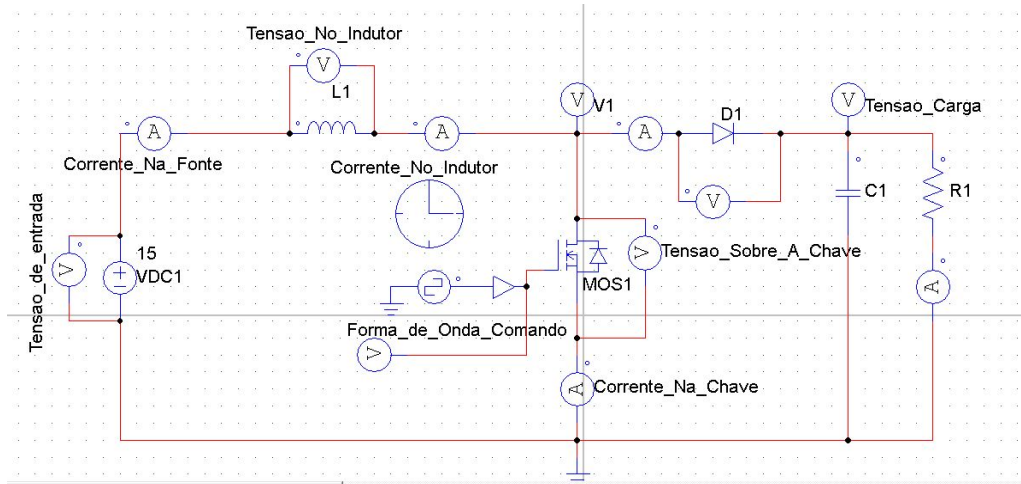 Tensao_No_Indutor
V
L1
A
A
V
V1
A
D1
V
Tensao_Carga
Corrente_Na_Fonte
Corrente_No_Indutor
V
C1
R1
Tensao_de_entrada
V
15
VDC1
V
Tensao_Sobre_A_Chave
MOS1
A
Forma_de_Onda_Comando
V
A
Corrente_Na_Chave